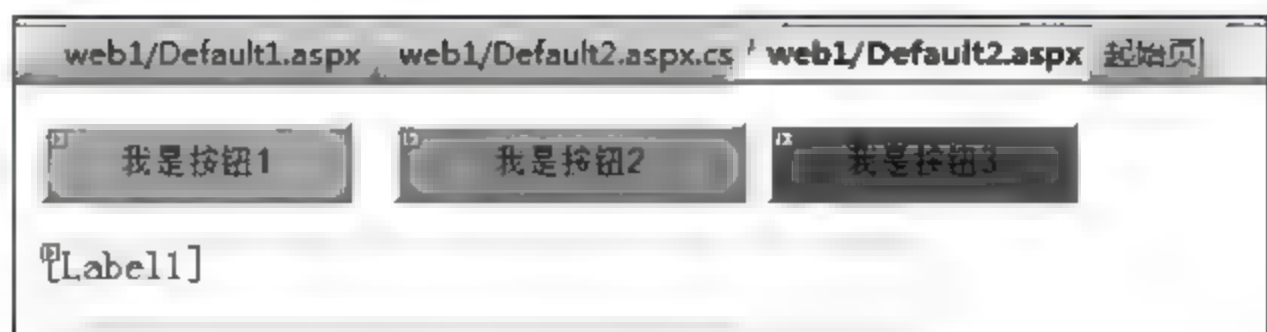 web1/Default1.aspx web1/Default2.aspx.cs web1/Default2.aspx 起始页
我是按钮1 我是按钮2 我是按钮3
[Label1]